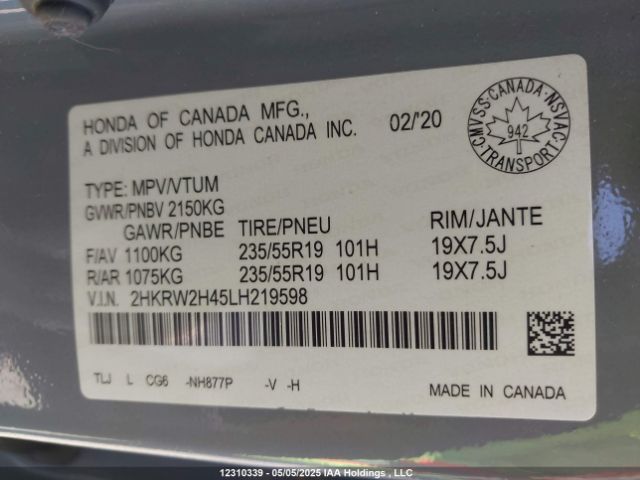 HONDA OF CANADA MFG.,
A DIVISION OF HONDA CANADA INC.
02/'20
CMVSS · CANADA · NSVAC
942
TRANSPORT
TYPE: MPV/VTUM
GVWR/PNBV 2150KG
GAWR/PNBE TIRE/PNEU RIM/JANTE
F/AV 1100KG 235/55R19 101H 19X7.5J
R/AR 1075KG 235/55R19 101H 19X7.5J
V.I.N. 2HKRW2H45LH219598
TLJ L CG6 -NH877P -V -H
MADE IN CANADA
12310339 - 05/05/2025 IAA Holdings , LLC